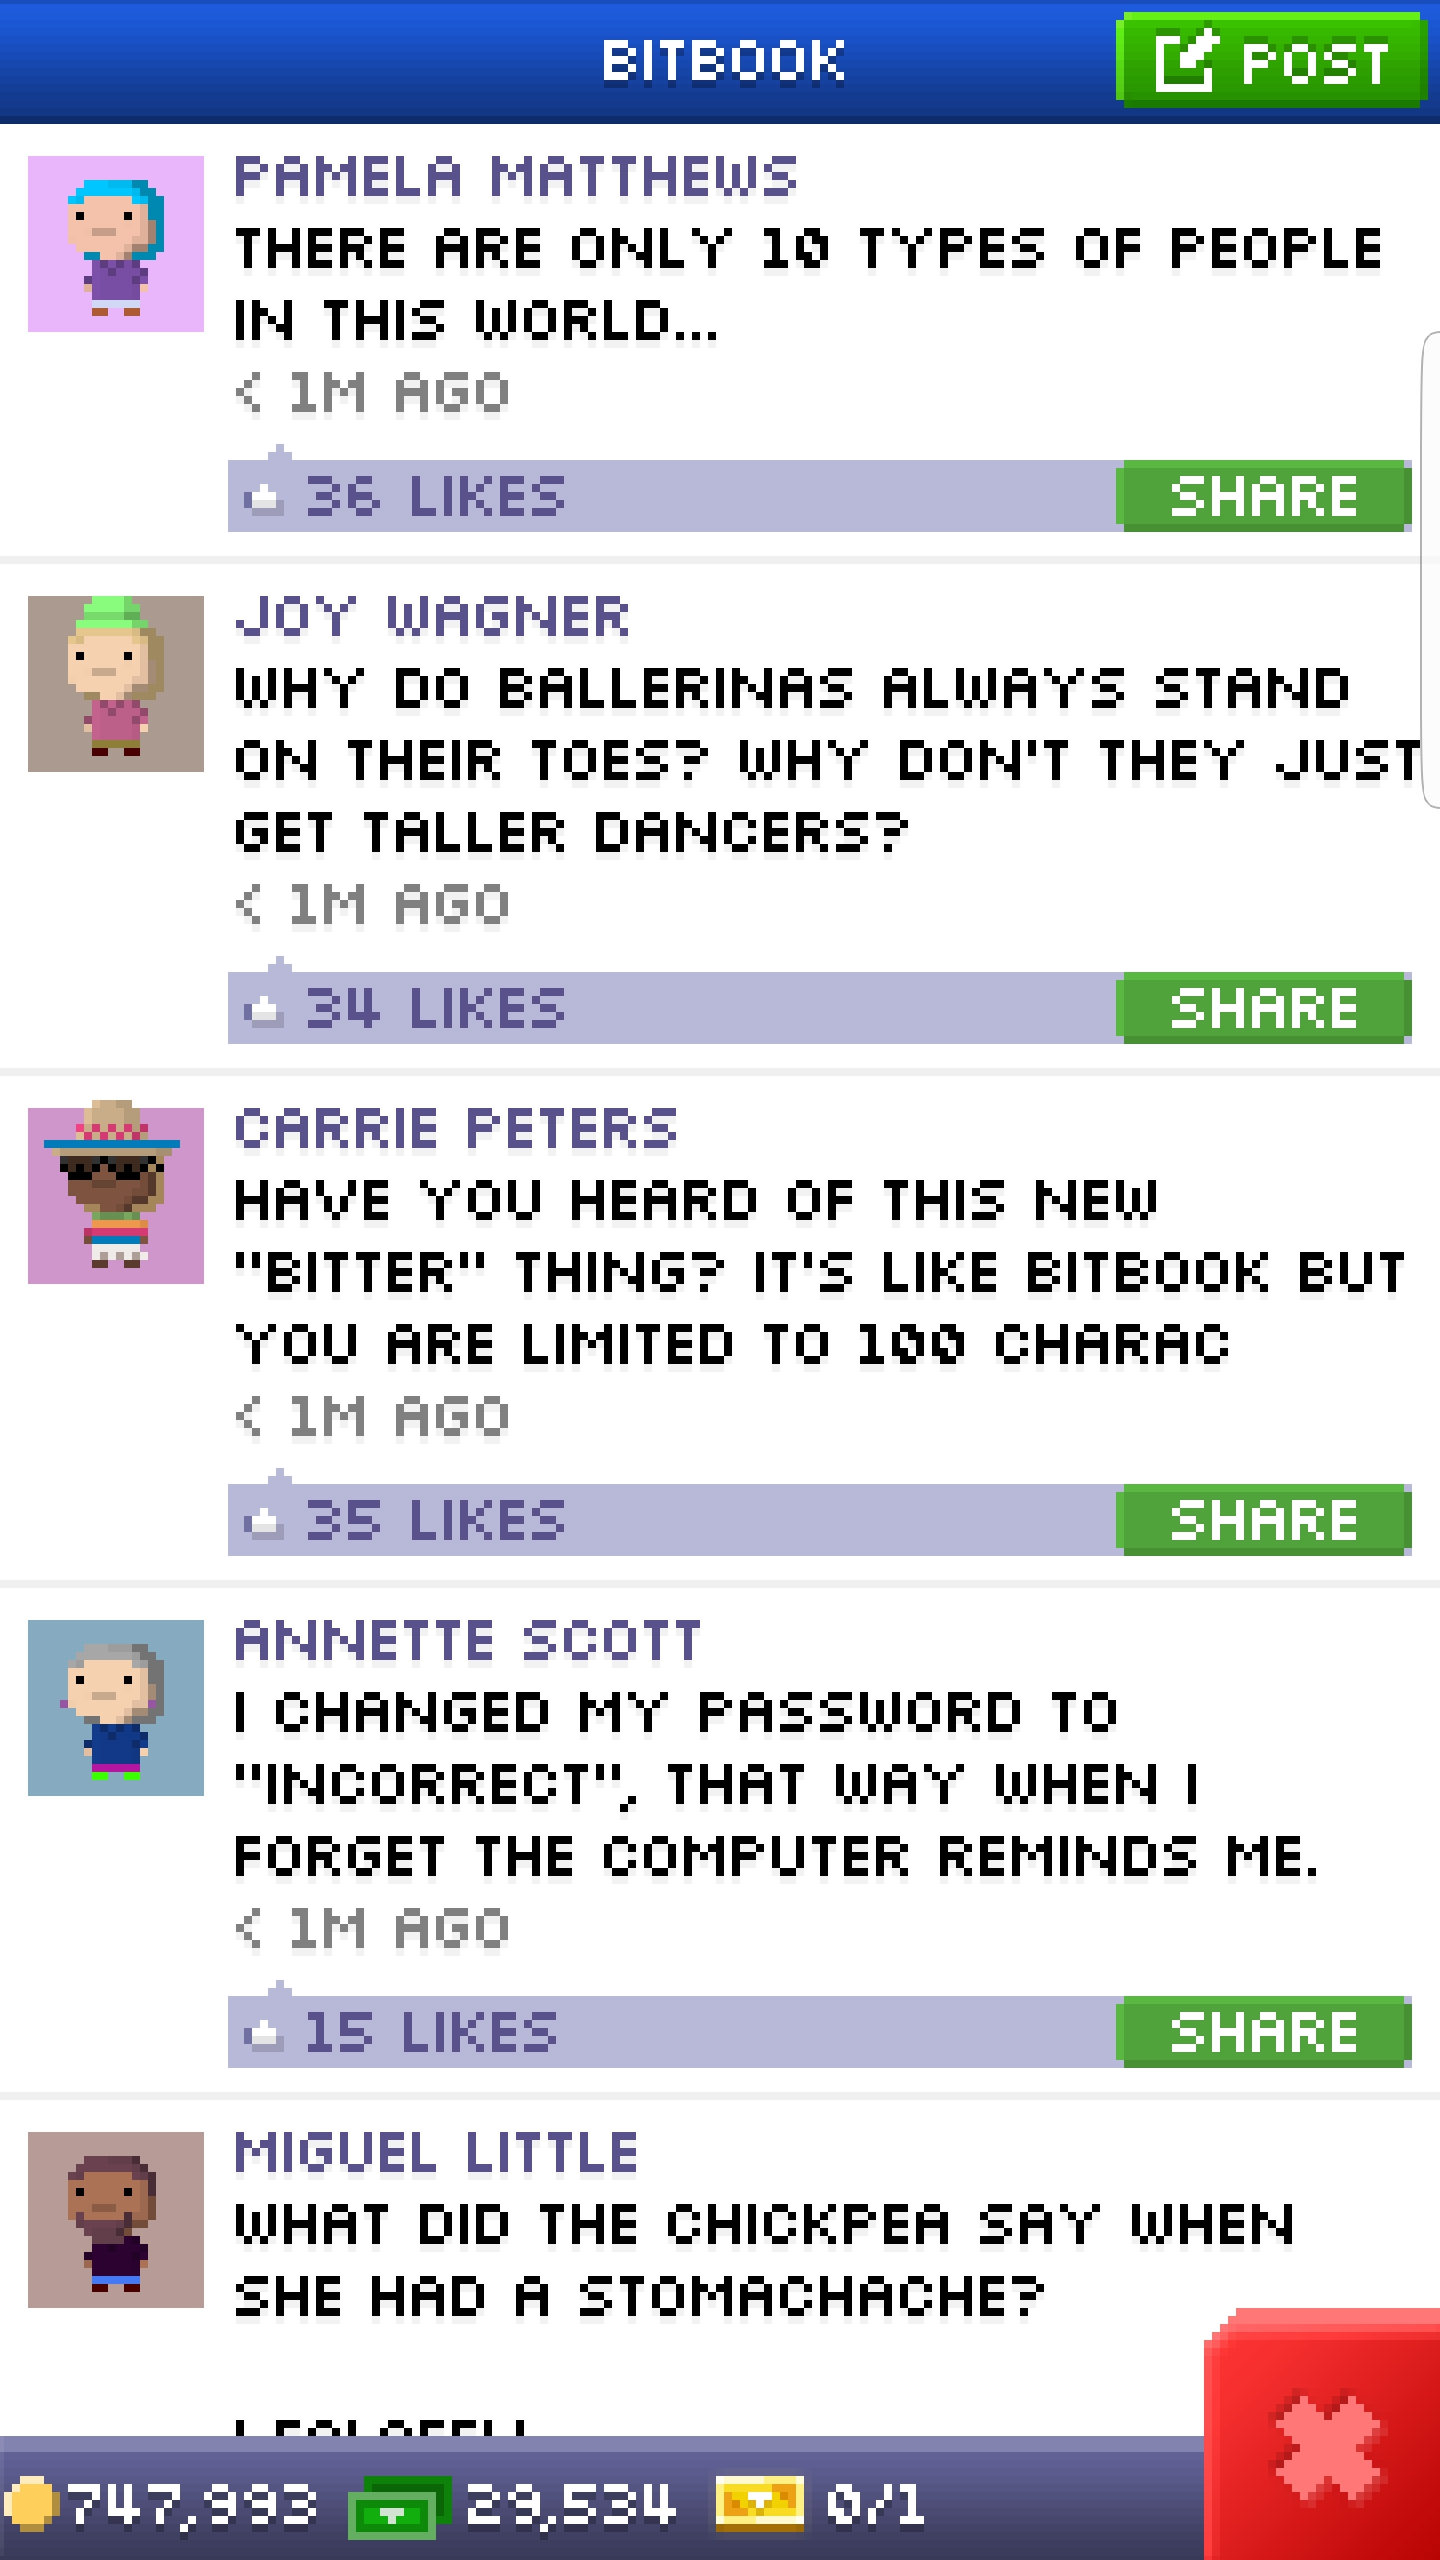 BITBOOK
POST
PAMELA MATTHEWS
THERE ARE ONLY 10 TYPES OF PEOPLE
IN THIS WORLD...
< 1M AGO
36 LIKES
SHARE
JOY WAGNER
WHY DO BALLERINAS ALWAYS STAND
ON THEIR TOES? WHY DON'T THEY JUST
GET TALLER DANCERS?
< 1M AGO
34 LIKES
SHARE
CARRIE PETERS
HAVE YOU HEARD OF THIS NEW
"BITTER" THING? IT'S LIKE BITBOOK BUT
YOU ARE LIMITED TO 100 CHARAC
< 1M AGO
35 LIKES
SHARE
ANNETTE SCOTT
I CHANGED MY PASSWORD TO
"INCORRECT", THAT WAY WHEN I
FORGET THE COMPUTER REMINDS ME.
< 1M AGO
15 LIKES
SHARE
MIGUEL LITTLE
WHAT DID THE CHICKPEA SAY WHEN
SHE HAD A STOMACHACHE?
747,993 29,534 0/1